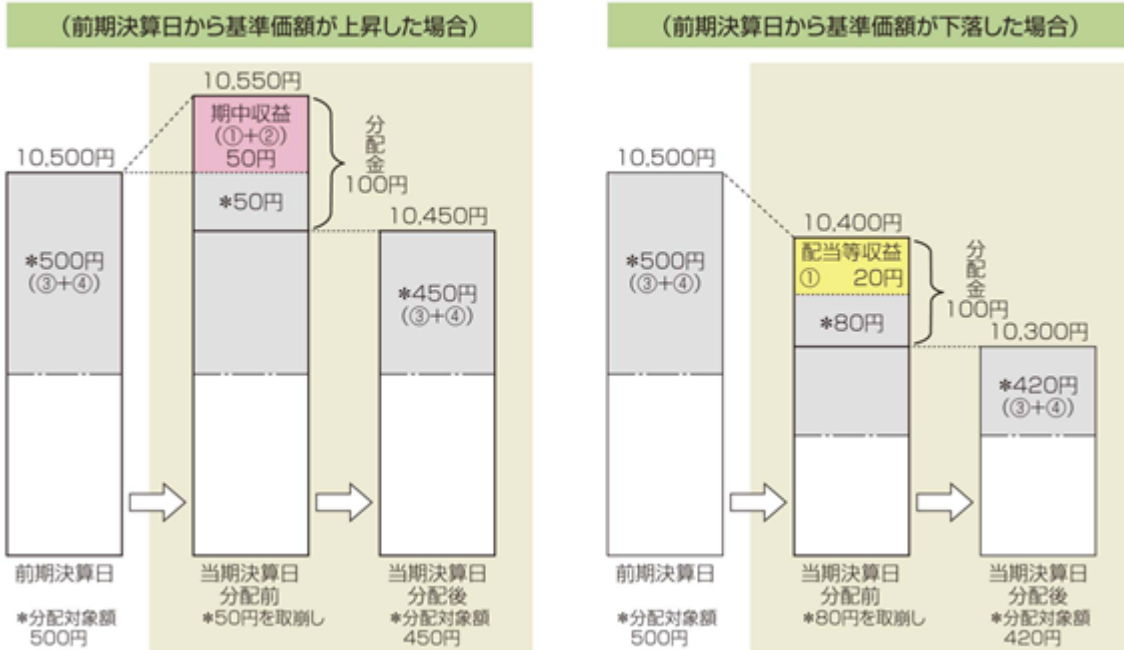 (前期決算日から基準価額が上昇した場合)
10,550円
期中収益
(①+②)
50円
*50円
分配金
100円
10,500円
*500円
(③+④)
10,450円
*450円
(③+④)
前期決算日
*分配対象額
500円
当期決算日
分配前
*50円を取崩し
当期決算日
分配後
*分配対象額
450円
(前期決算日から基準価額が下落した場合)
10,500円
*500円
(③+④)
10,400円
配当等収益
① 20円
*80円
分配金
100円
10,300円
*420円
(③+④)
前期決算日
*分配対象額
500円
当期決算日
分配前
*80円を取崩し
当期決算日
分配後
*分配対象額
420円